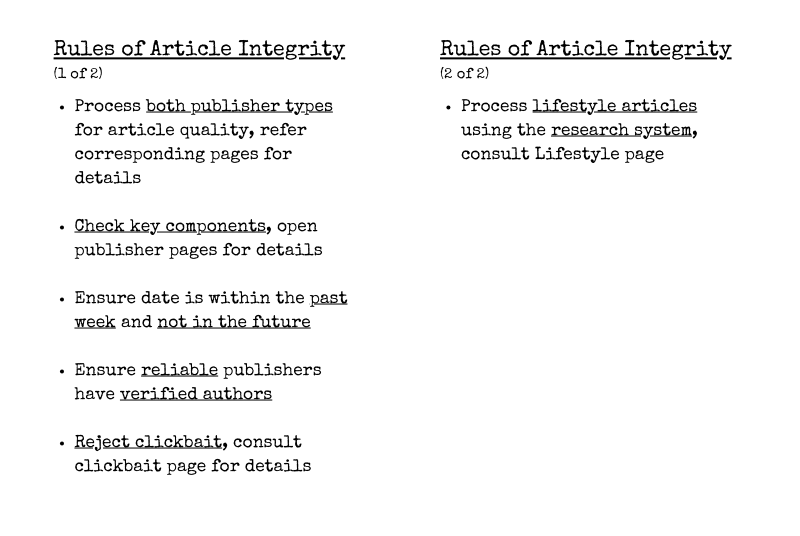 Rules of Article Integrity
(1 of 2)
• Process both publisher types
for article quality, refer
corresponding pages for
details
• Check key components, open
publisher pages for details
• Ensure date is within the past
week and not in the future
• Ensure reliable publishers
have verified authors
• Reject clickbait, consult
clickbait page for details
Rules of Article Integrity
(2 of 2)
• Process lifestyle articles
using the research system,
consult Lifestyle page